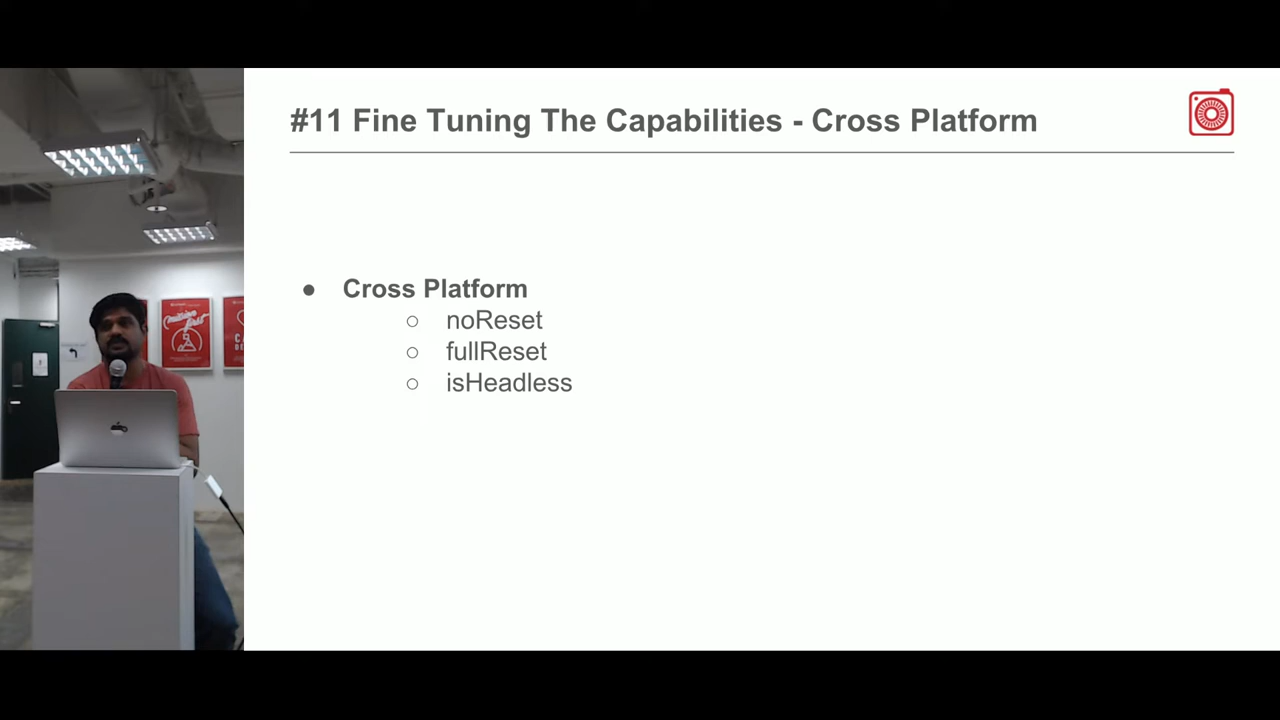 #11 Fine Tuning The Capabilities - Cross Platform
● Cross Platform
○ noReset
○ fullReset
○ isHeadless